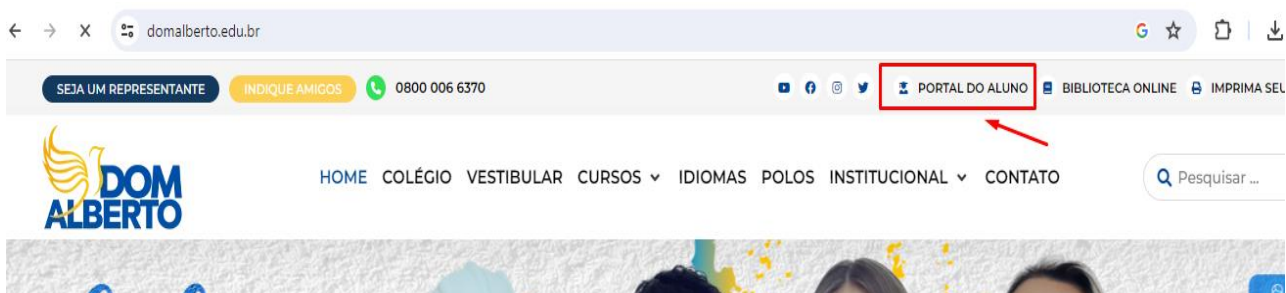 domalberto.edu.br
SEJA UM REPRESENTANTE INDIQUE AMIGOS 0800 006 6370 PORTAL DO ALUNO BIBLIOTECA ONLINE IMPRIMA SEU
DOM
ALBERTO
HOME COLÉGIO VESTIBULAR CURSOS IDIOMAS POLOS INSTITUCIONAL CONTATO Pesquisar ...